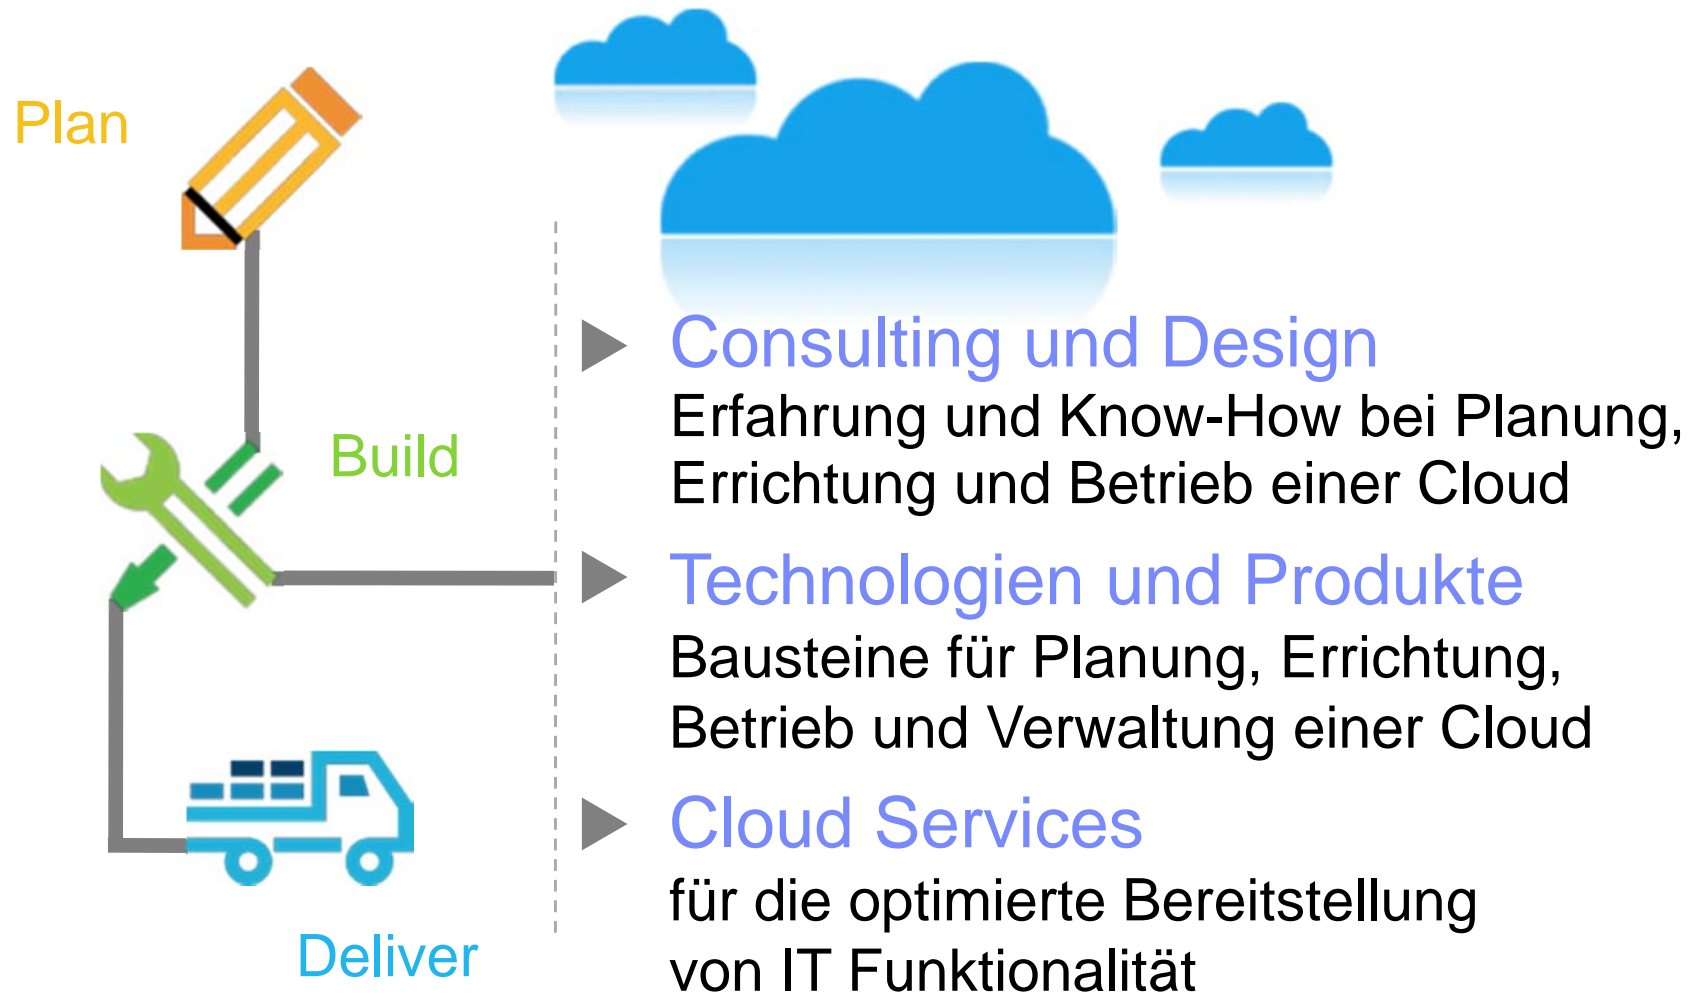 Plan
Build
Deliver
Consulting und Design
Erfahrung und Know-How bei Planung,
Errichtung und Betrieb einer Cloud
Technologien und Produkte
Bausteine für Planung, Errichtung,
Betrieb und Verwaltung einer Cloud
Cloud Services
für die optimierte Bereitstellung
von IT Funktionalität